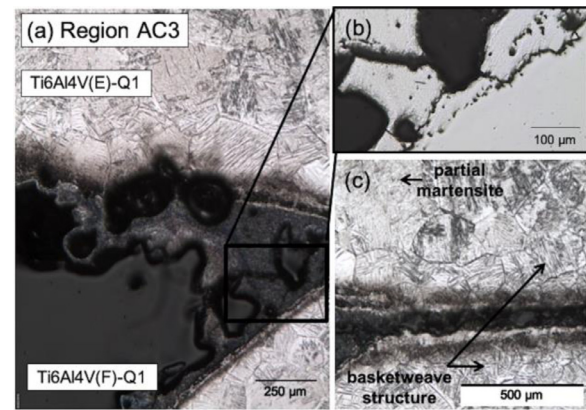 (a) Region AC3
Ti6Al4V(E)-Q1
Ti6Al4V(F)-Q1
250 µm
(b)
100 µm
(c)
partial
martensite
basketweave
structure
500 µm